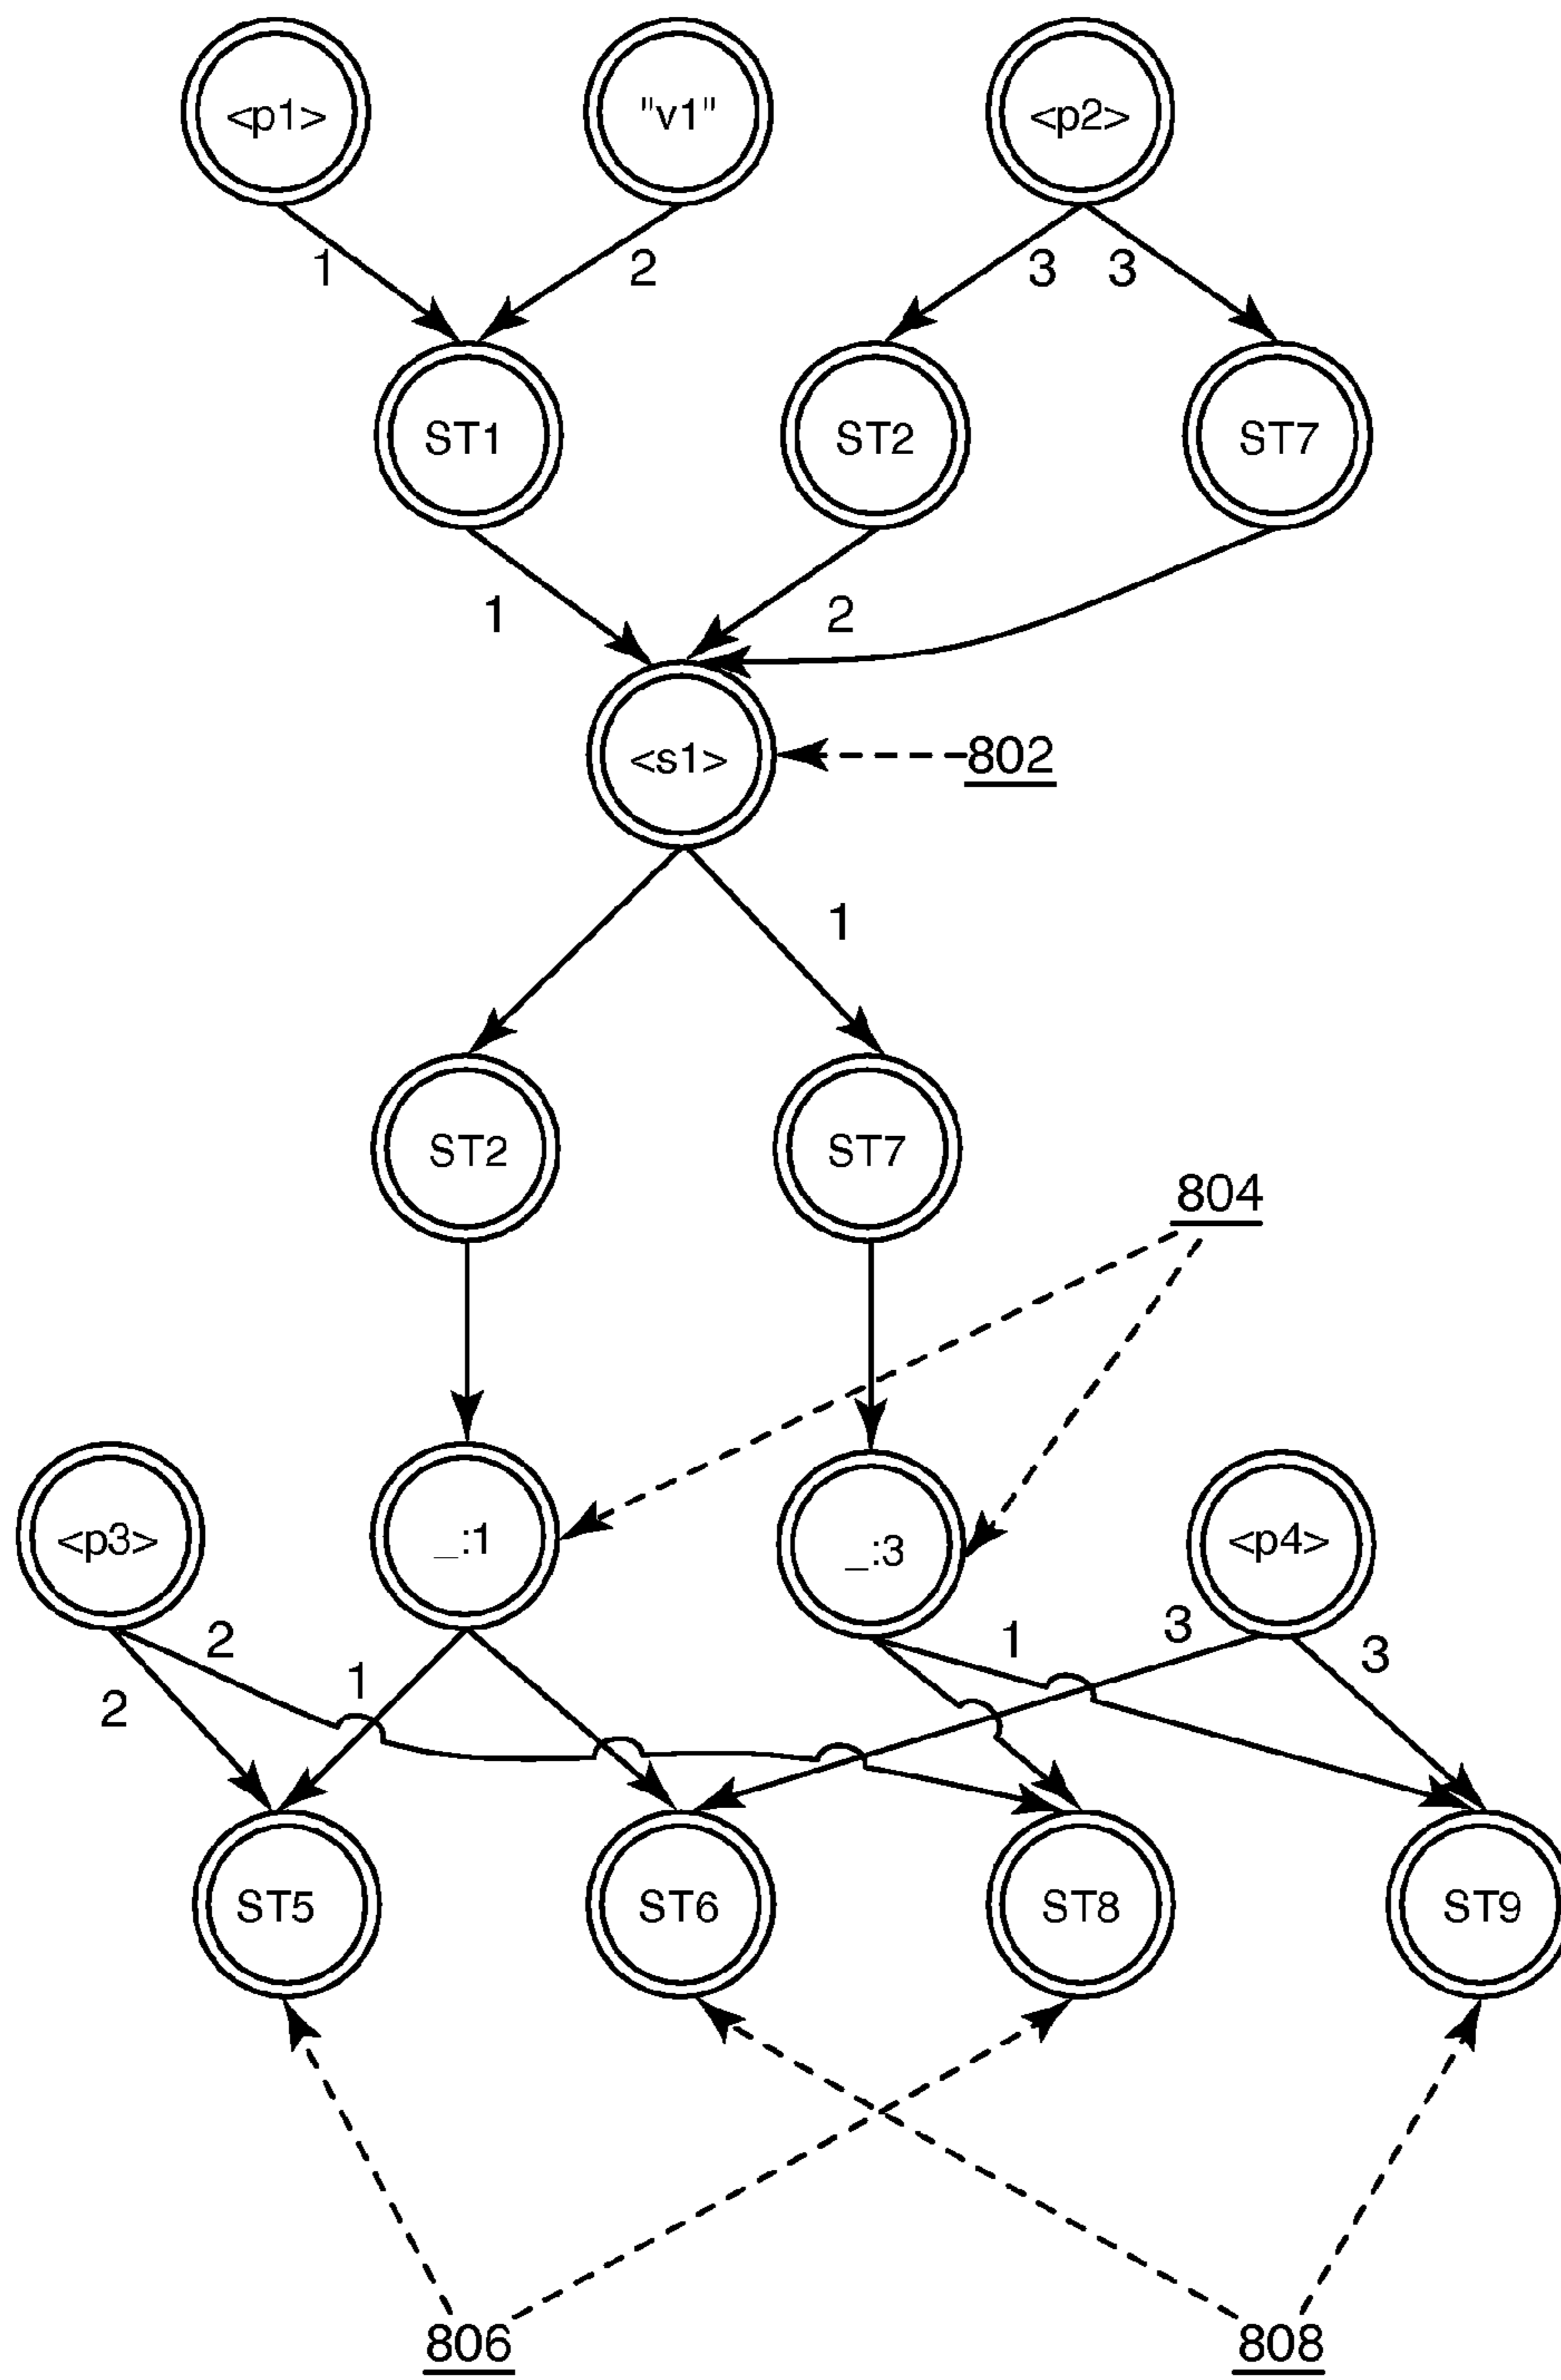 <p1> "v1" <p2>
1 2 3 3
ST1 ST2 ST7
1 2
<s1> 802
1
ST2 ST7
804
<p3> _:1 _:3 <p4>
2 1 3 3
2 1
ST5 ST6 ST8 ST9
806 808